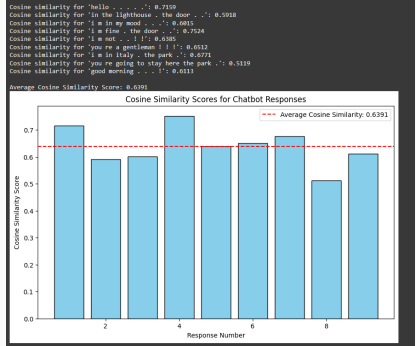 Cosine similarity for 'hello . . . . .': 0.7159
Cosine similarity for 'in the lighthouse . the door . .': 0.5918
Cosine similarity for 'i m in my mood . . . .': 0.6015
Cosine similarity for 'i m fine . the door . .': 0.7524
Cosine similarity for 'i m not . . ! !': 0.6385
Cosine similarity for 'you re a gentleman ! ! !': 0.6512
Cosine similarity for 'i m in italy . the park .': 0.6771
Cosine similarity for 'you re going to stay here the park .': 0.5119
Cosine similarity for 'good morning . . . !': 0.6113
Average Cosine Similarity Score: 0.6391
Cosine Similarity Scores for Chatbot Responses
Average Cosine Similarity: 0.6391
Cosine Similarity Score
0.7
0.6
0.5
0.4
0.3
0.2
0.1
0.0
2
4
6
8
Response Number